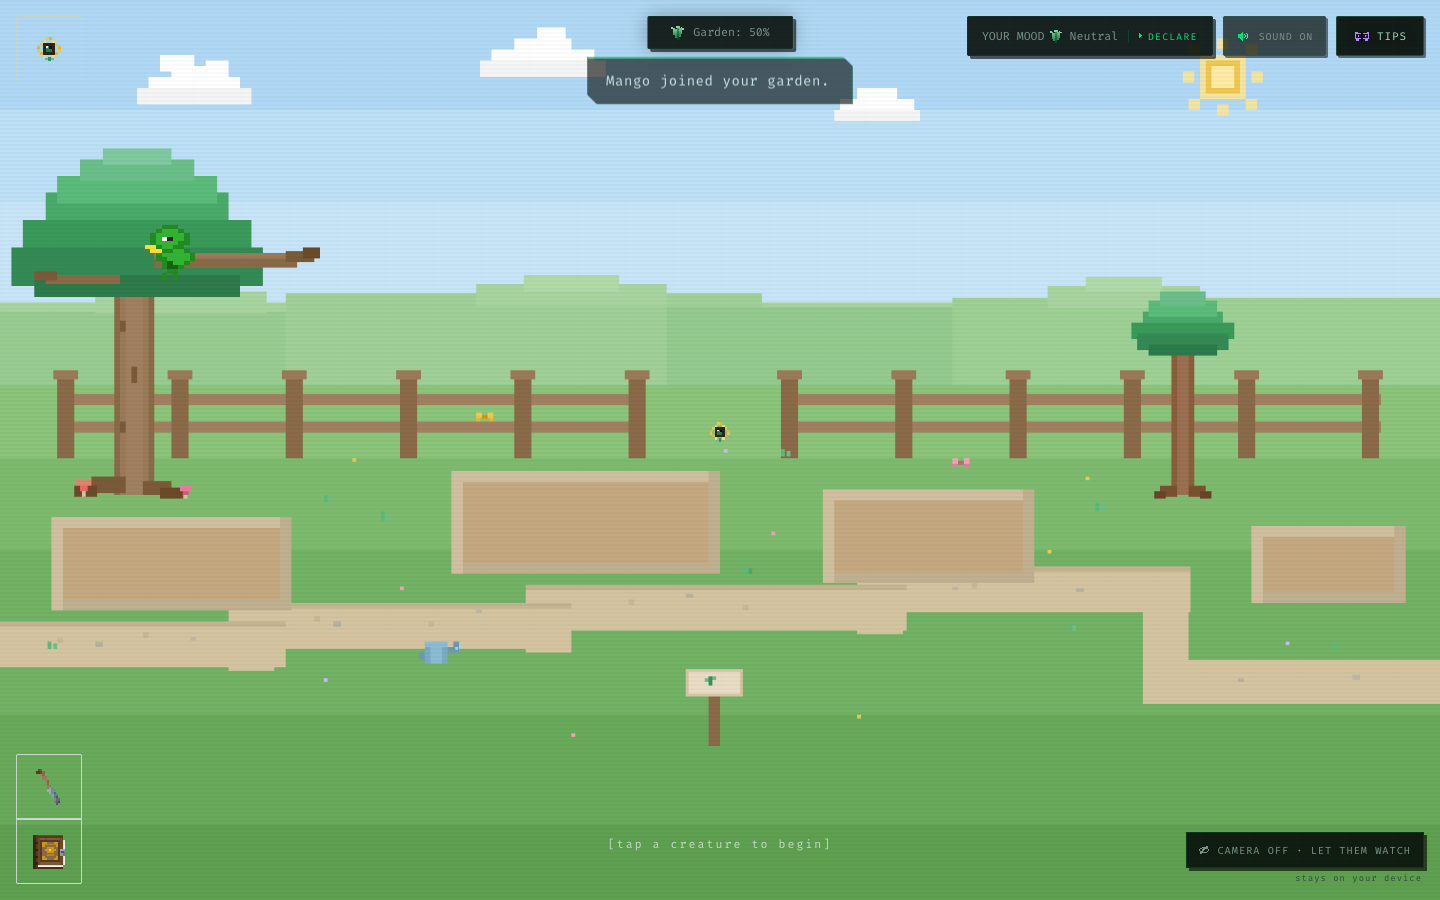 Garden: 50%
YOUR MOOD Neutral DECLARE
SOUND ON
TIPS
Mango joined your garden.
[tap a creature to begin]
CAMERA OFF · LET THEM WATCH
stays on your device